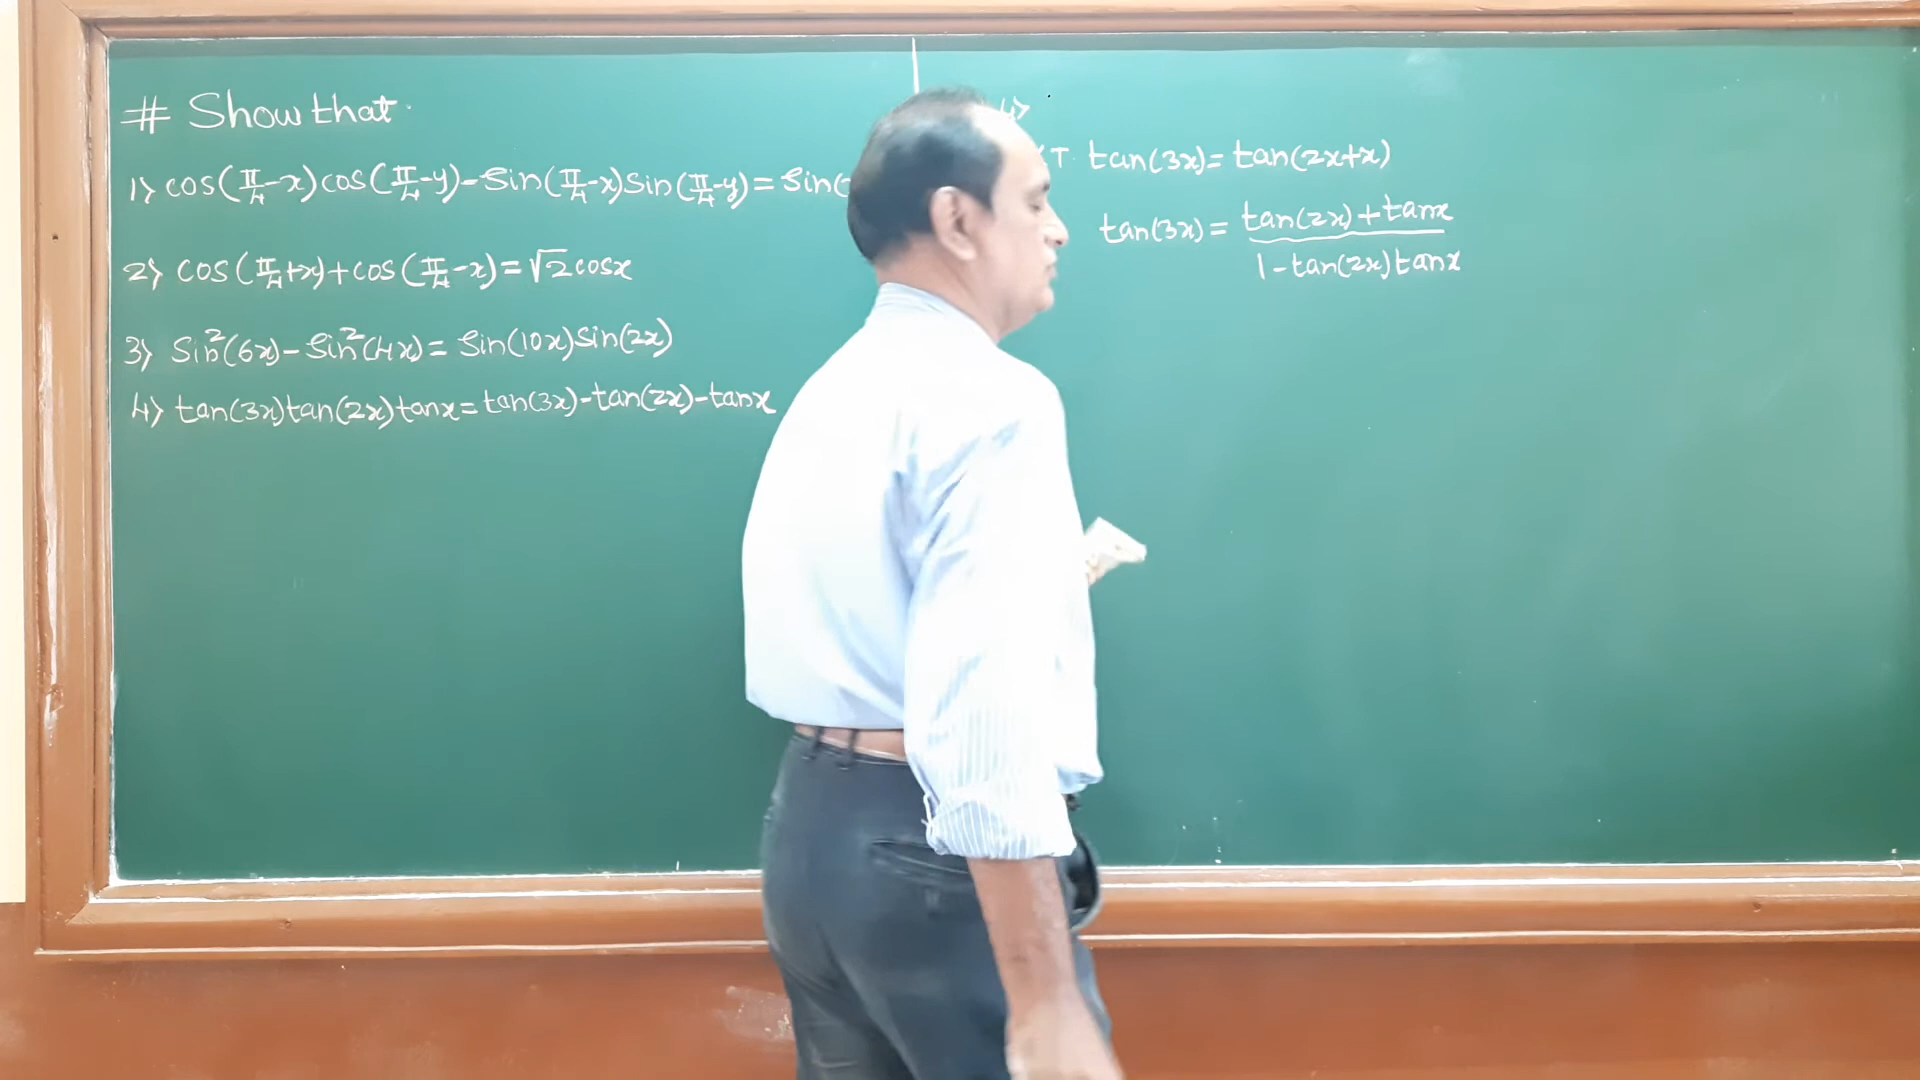 # Show that
1) cos(π/4-x)cos(π/4-y)-Sin(π/4-x)Sin(π/4-y)=Sin(
2) cos(π/4+x)+cos(π/4-x)=√2cosx
3) Sin²(6x)-Sin²(4x)=Sin(10x)Sin(2x)
4) tan(3x)tan(2x)tanx=tan(3x)-tan(2x)-tanx
4)
T. tan(3x)=tan(2x+x)
tan(3x)=
tan(2x)+tanx
1-tan(2x)tanx